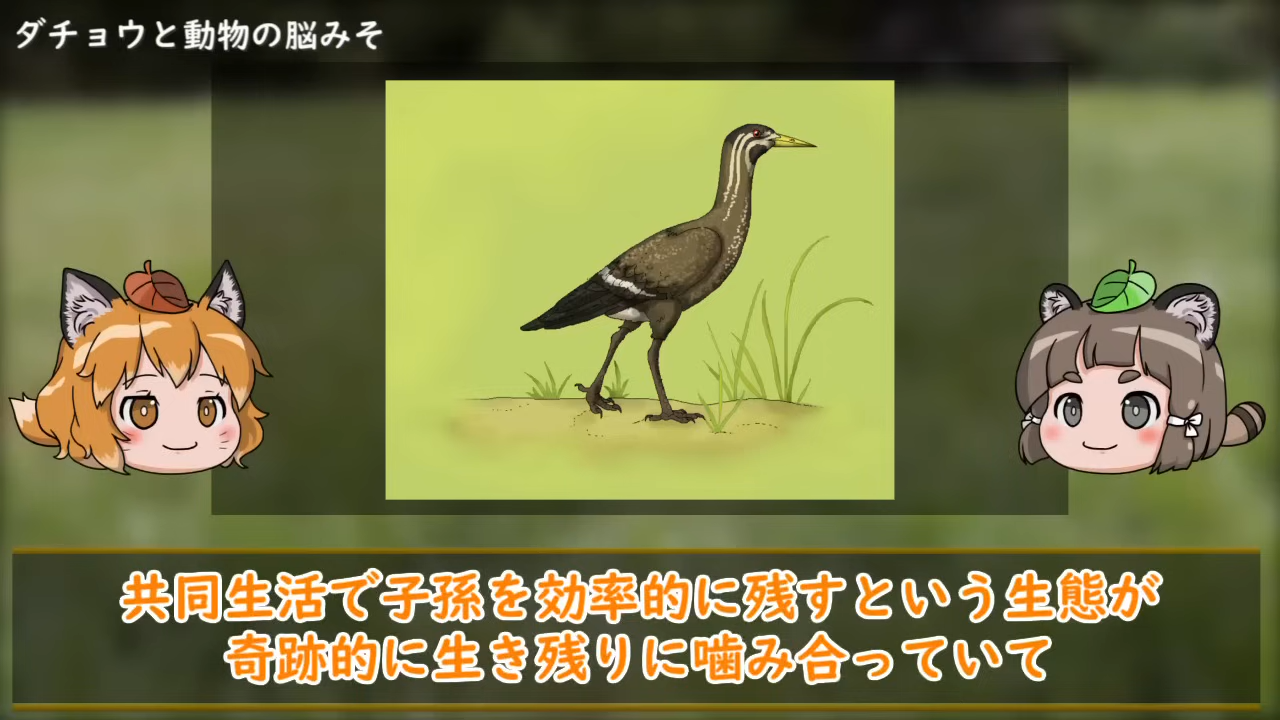 ダチョウと動物の脳みそ
共同生活で子孫を効率的に残すという生態が
奇跡的に生き残りに噛み合っていて